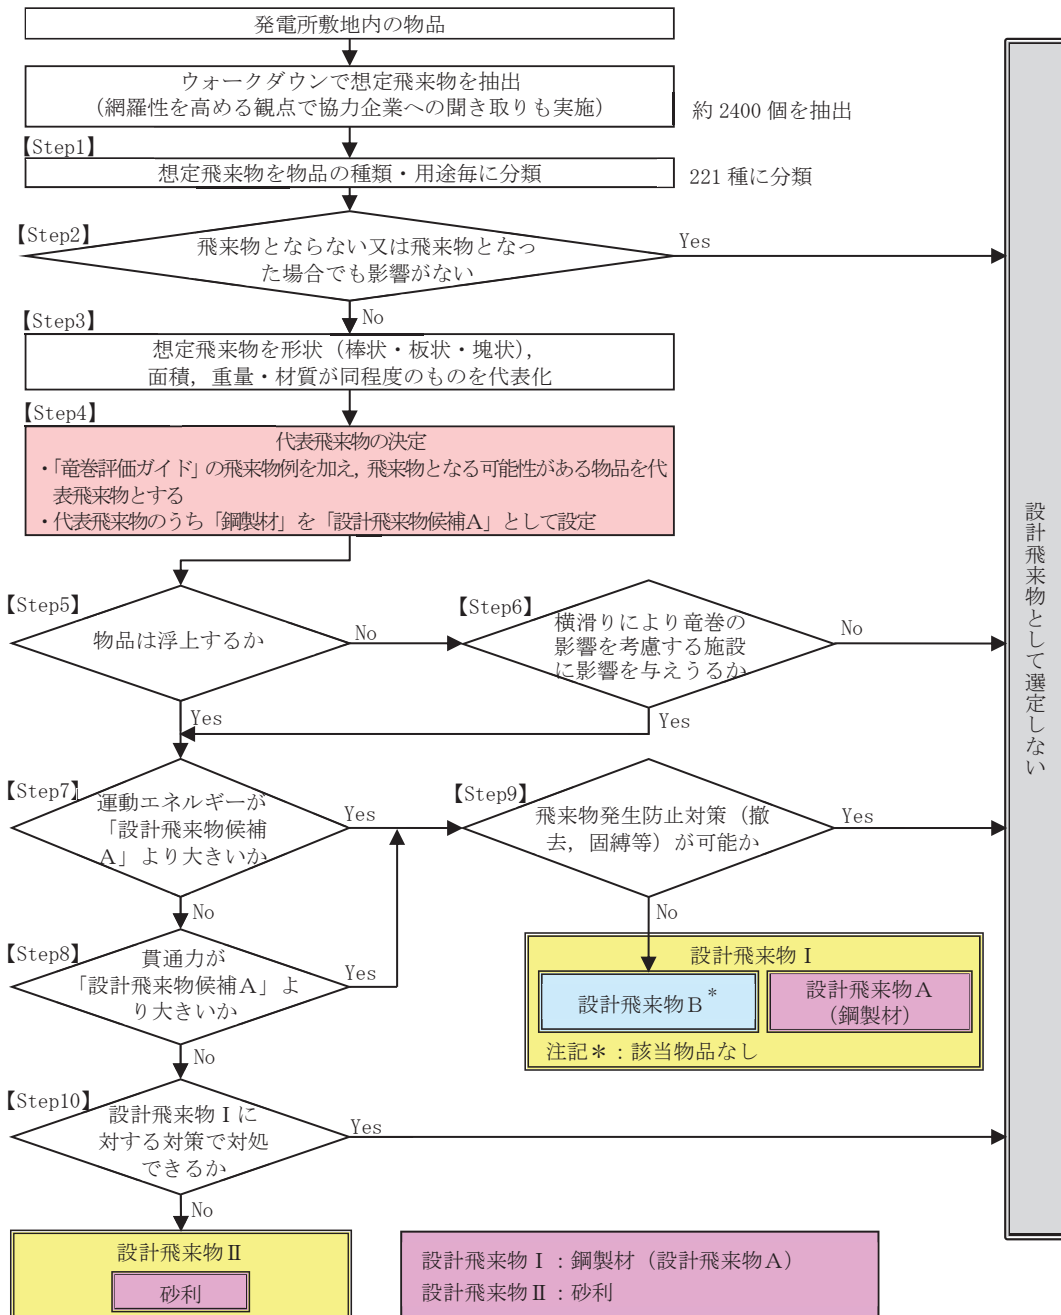 発電所敷地内の物品
ウォークダウンで想定飛来物を抽出
（網羅性を高める観点で協力企業への聞き取りも実施）
約 2400 個を抽出
【Step1】
想定飛来物を物品の種類・用途毎に分類
221 種に分類
【Step2】
飛来物とならない又は飛来物となっ
た場合でも影響がない
Yes
No
【Step3】
想定飛来物を形状（棒状・板状・塊状），
面積，重量・材質が同程度のものを代表化
【Step4】
代表飛来物の決定
・「竜巻評価ガイド」の飛来物例を加え，飛来物となる可能性がある物品を代
表飛来物とする
・代表飛来物のうち「鋼製材」を「設計飛来物候補Ａ」として設定
【Step5】
物品は浮上するか
No
Yes
【Step6】
横滑りにより竜巻の
影響を考慮する施設
に影響を与えうるか
No
Yes
【Step7】
運動エネルギーが
「設計飛来物候補
Ａ」より大きいか
Yes
No
【Step9】
飛来物発生防止対策（撤
去，固縛等）が可能か
Yes
No
【Step8】
貫通力が
「設計飛来物候補Ａ」よ
り大きいか
Yes
No
設計飛来物Ⅰ
設計飛来物Ｂ＊
設計飛来物Ａ
（鋼製材）
注記＊：該当物品なし
【Step10】
設計飛来物Ⅰに
対する対策で対処
できるか
Yes
No
設計飛来物Ⅱ
砂利
設計飛来物Ⅰ：鋼製材（設計飛来物Ａ）
設計飛来物Ⅱ：砂利
設計飛来物として選定しない